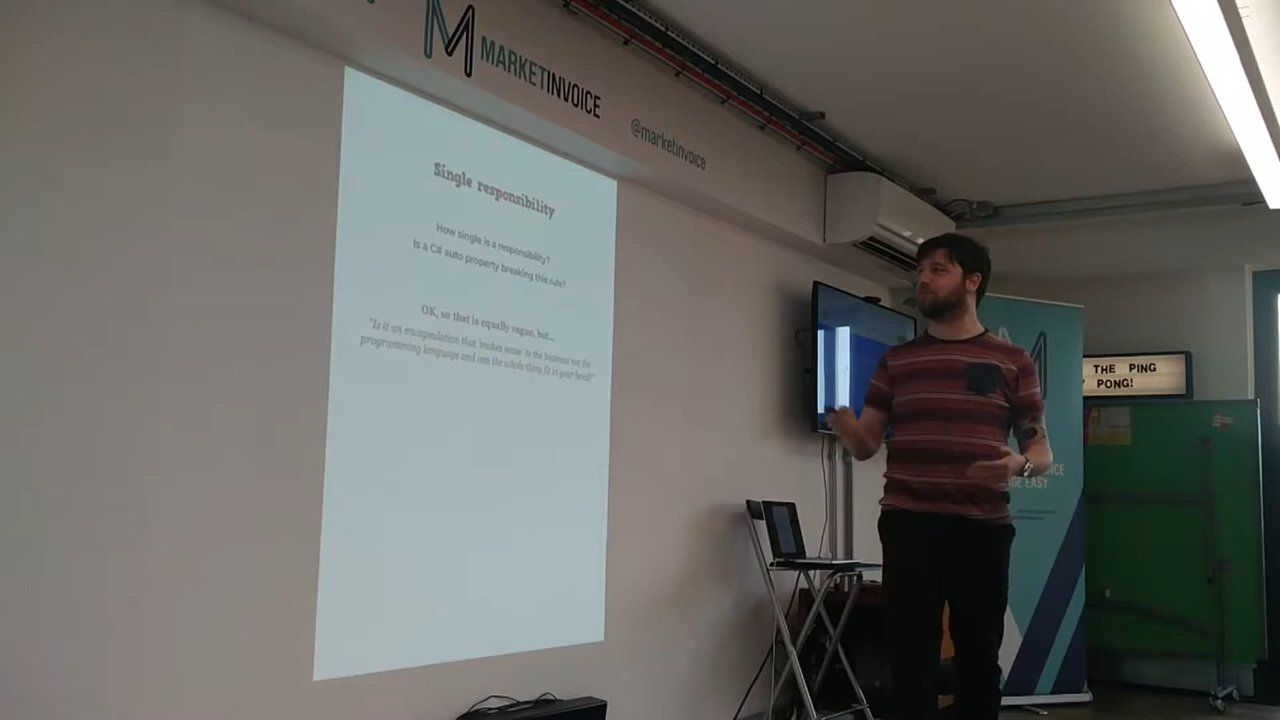 MARKETINVOICE
@marketinvoice
Single responsibility
How single is a responsibility?
Is a C# auto property breaking this rule?
OK, so that is equally vague, but...
"Is it an encapsulation that 'makes sense' to the business not the
programming language and can the whole thing fit in your head?"
THE PING
PONG!
EASY